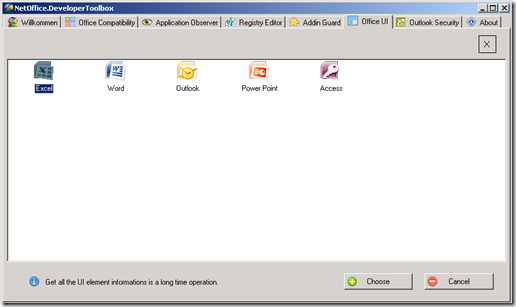 NetOffice.DeveloperToolbox
Willkommen Office Compatibility Application Observer Registry Editor Addin Guard Office UI Outlook Security About
Excel Word Outlook Power Point Access
Get all the UI element informations is a long time operation. Choose Cancel